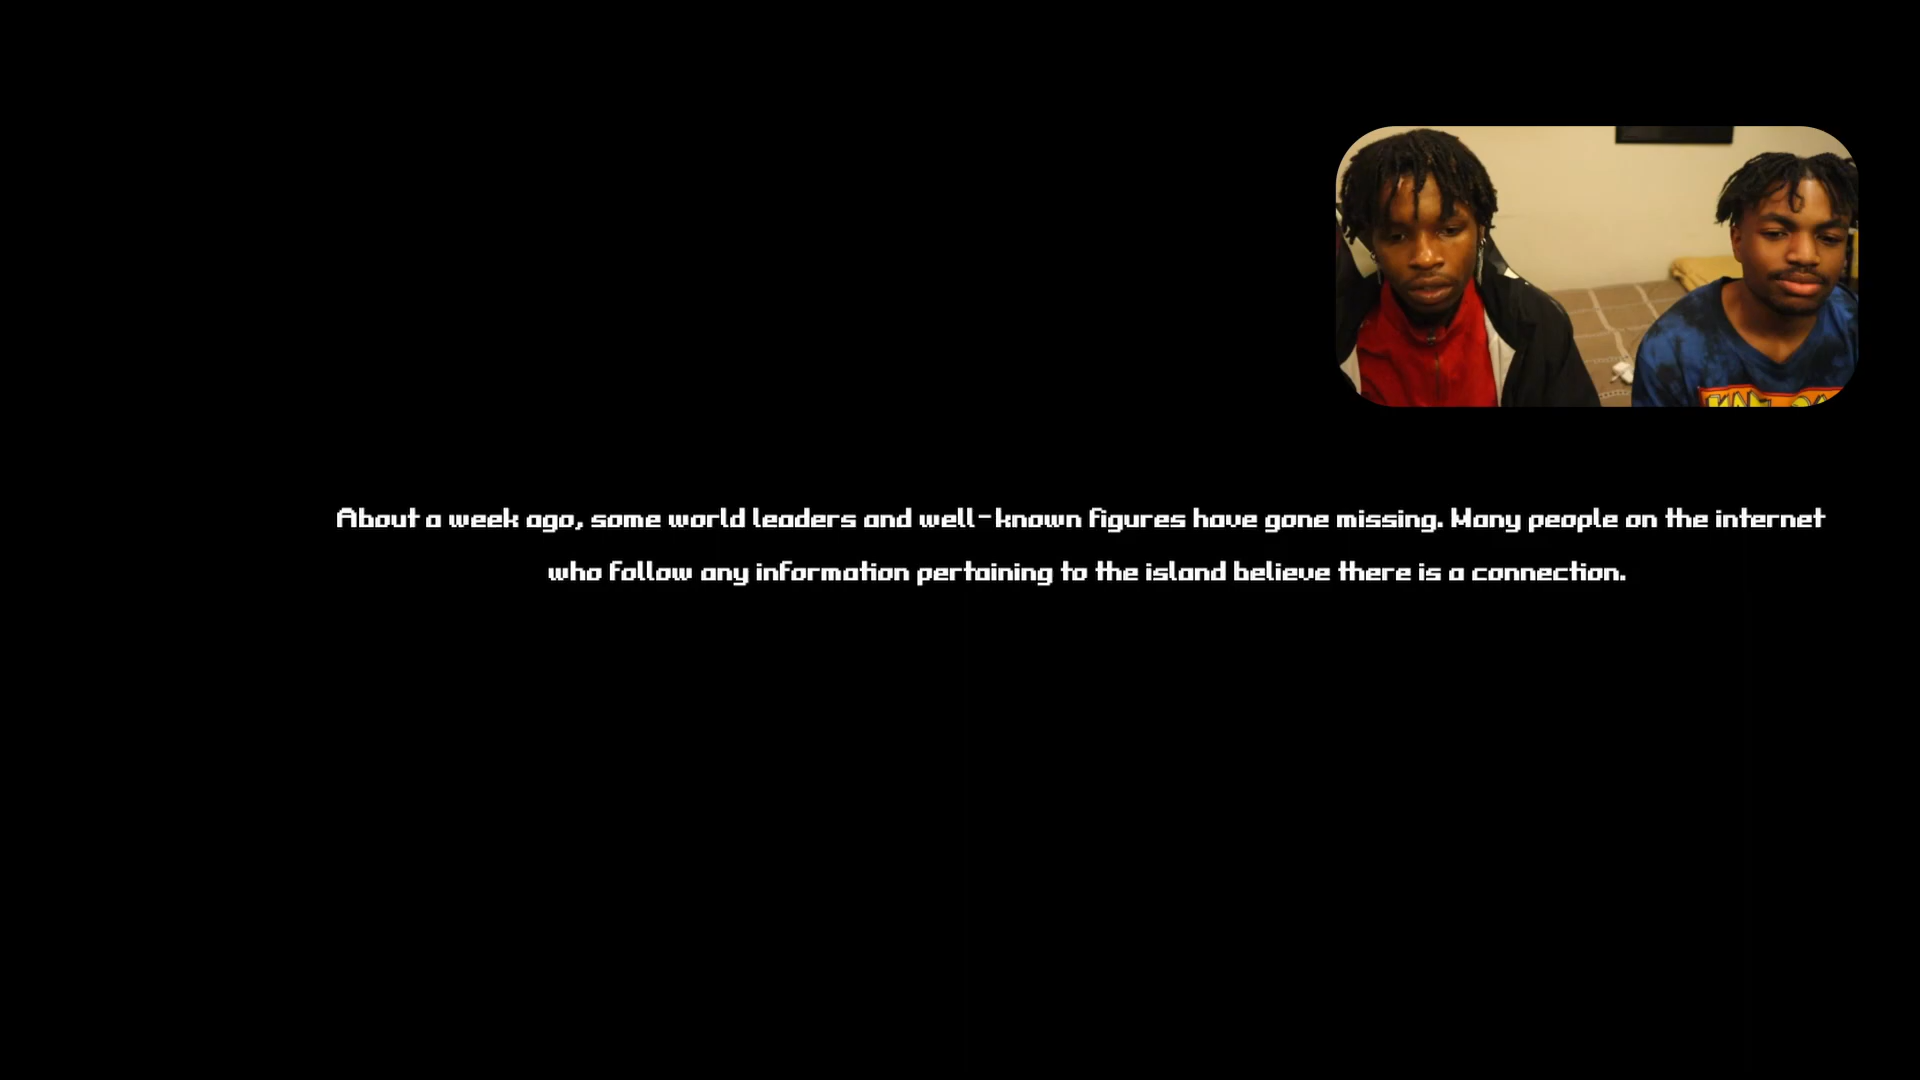 About a week ago, some world leaders and well-known figures have gone missing. Many people on the internet
who follow any information pertaining to the island believe there is a connection.